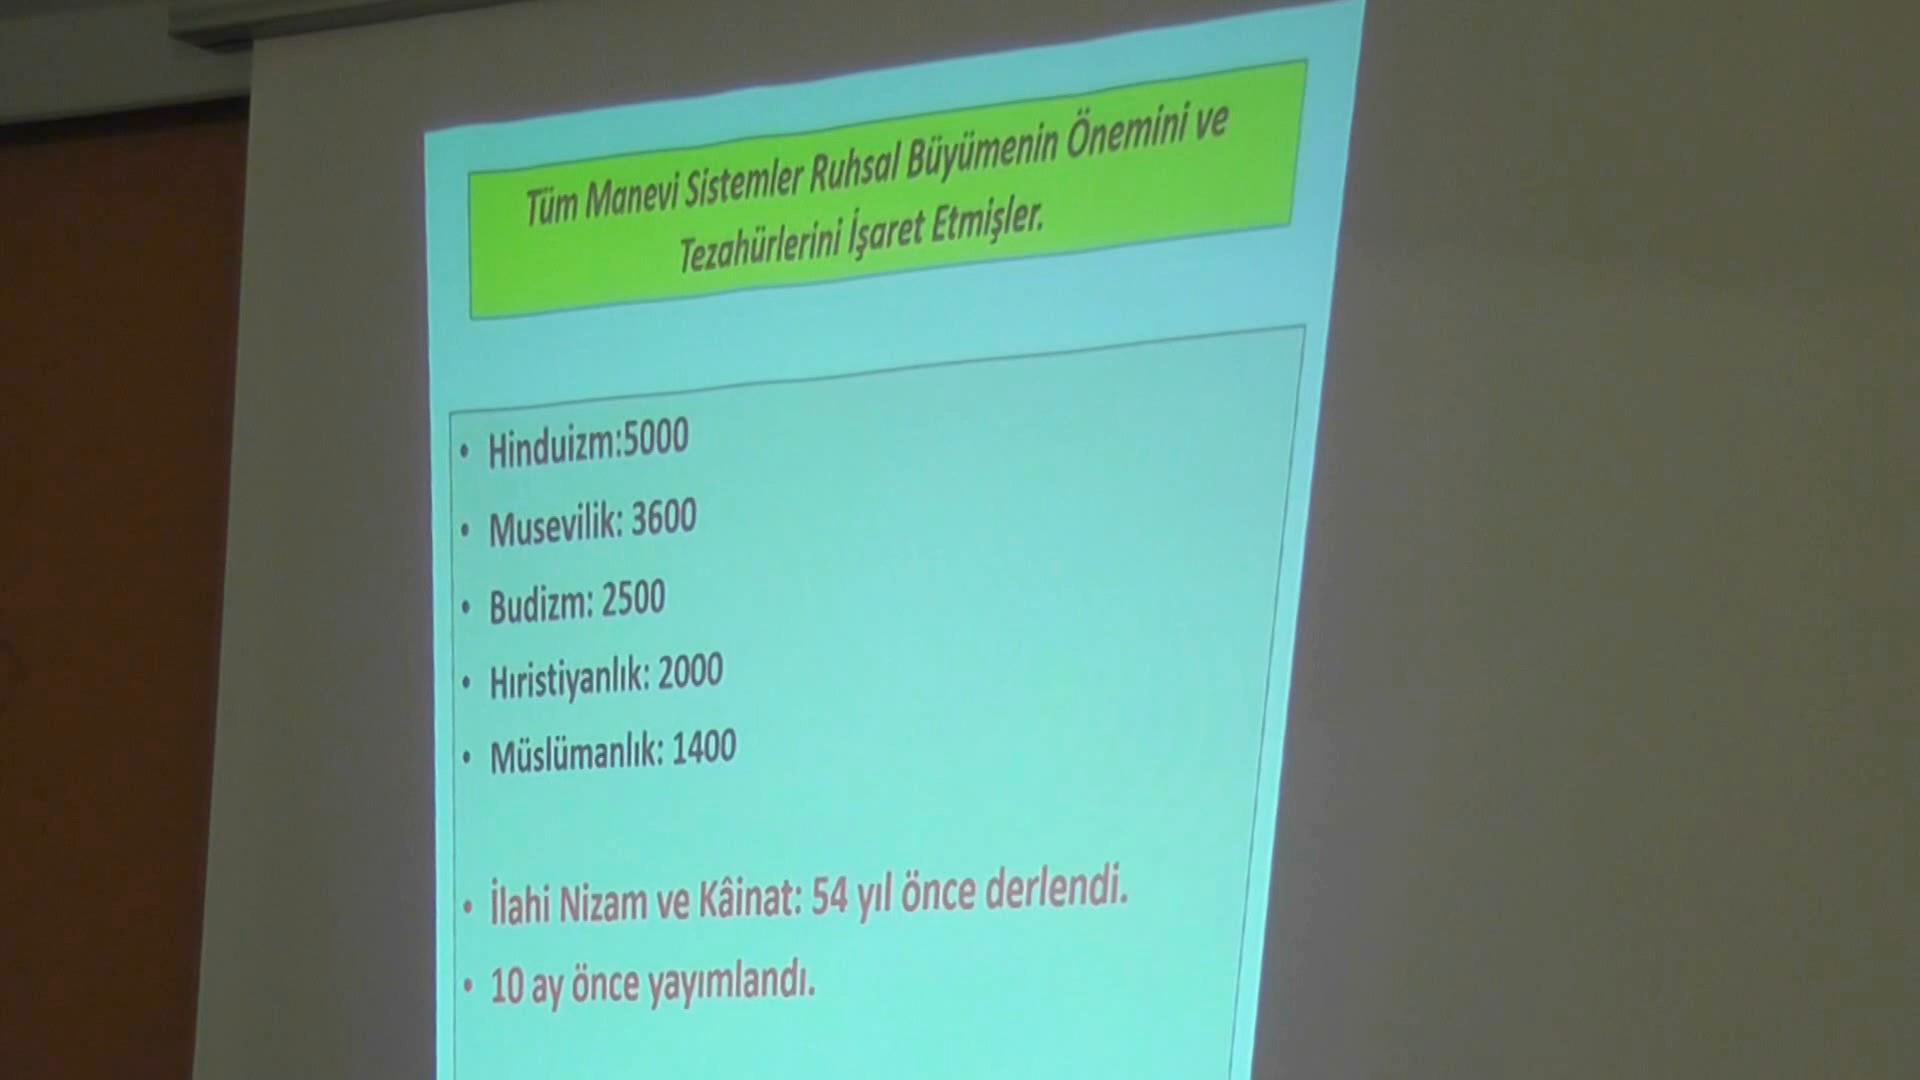 Tüm Manevi Sistemler Ruhsal Büyümenin Önemini ve
Tezahürlerini İşaret Etmişler.
• Hinduizm:5000
• Musevilik: 3600
• Budizm: 2500
• Hıristiyanlık: 2000
• Müslümanlık: 1400
• İlahi Nizam ve Kâinat: 54 yıl önce derlendi.
• 10 ay önce yayımlandı.